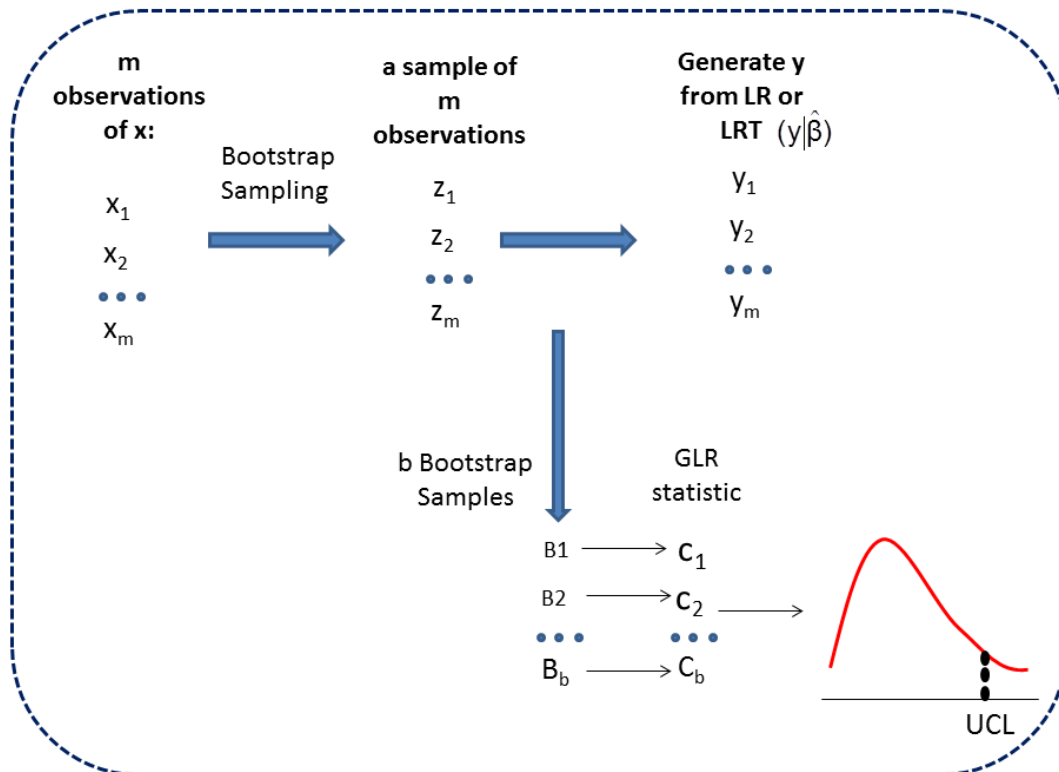 m
observations
of x:
x1
x2
xm
Bootstrap
Sampling
a sample of
m
observations
z1
z2
zm
Generate y
from LR or
LRT (y|β̂)
y1
y2
ym
b Bootstrap
Samples
GLR
statistic
B1
c1
B2
c2
Bb
Cb
UCL